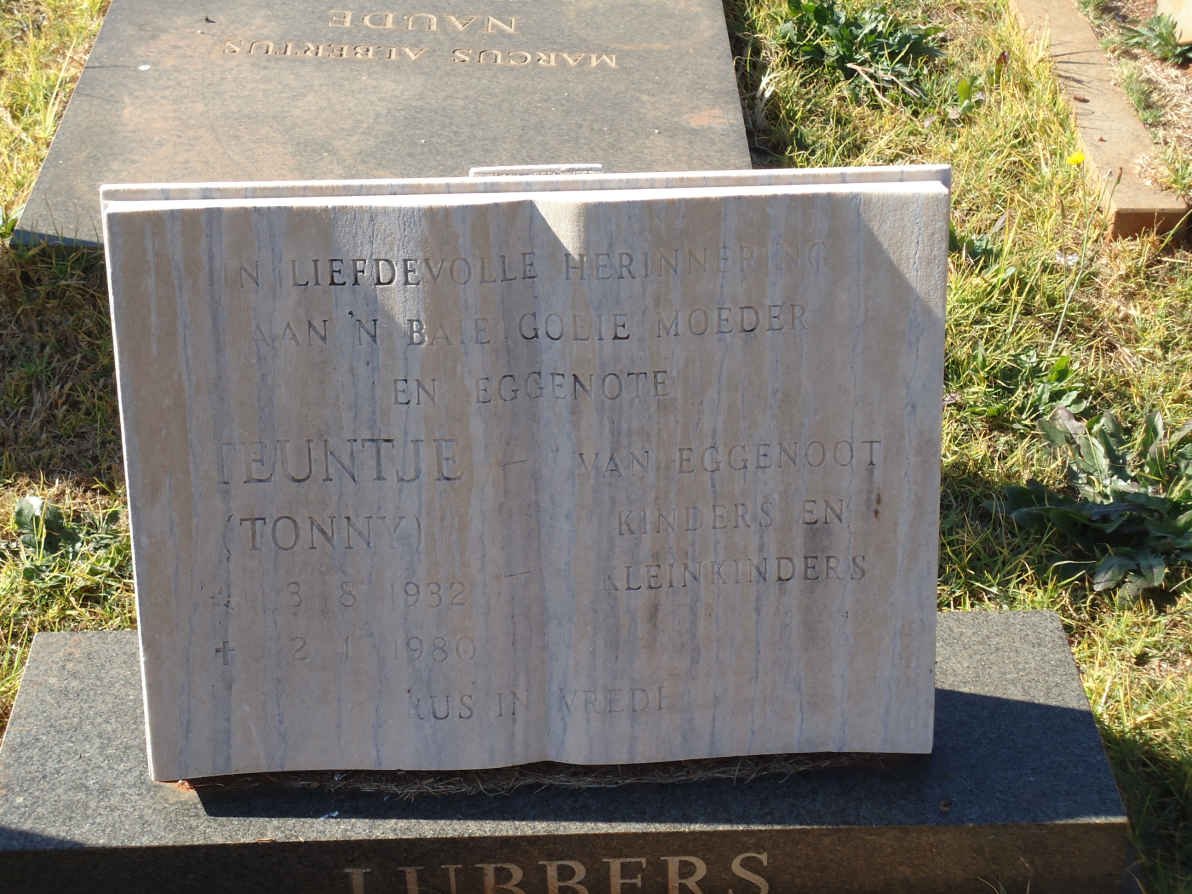 MARCUS ALBERTUS
NAUDE
IN LIEFDEVOLLE HERINNERING
AAN 'N BAIE GOEIE MOEDER
EN EGGENOTE
TEUNTJE – VAN EGGENOOT
(TONNY) KINDERS EN
* 3 8 1932 – KLEINKINDERS
+ 2 1 1980
RUS IN VREDE
LUBBERS